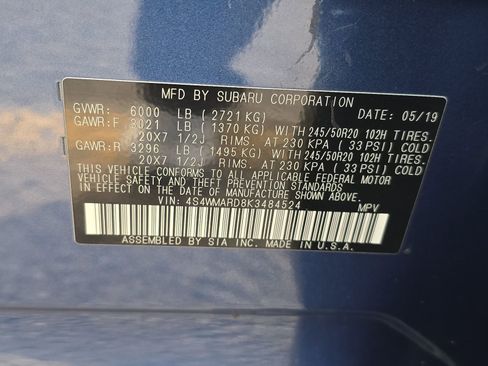 MFD BY SUBARU CORPORATION
GVWR: 6000 LB ( 2721 KG) DATE: 05/19
GAWR:F 3021 LB ( 1370 KG) WITH 245/50R20 102H TIRES.
20X7 1/2J RIMS. AT 230 KPA ( 33 PSI) COLD
GAWR:R 3296 LB ( 1495 KG) WITH 245/50R20 102H TIRES.
20X7 1/2J RIMS. AT 230 KPA ( 33 PSI) COLD
THIS VEHICLE CONFORMS TO ALL APPLICABLE FEDERAL MOTOR
VEHICLE SAFETY, BUMPER, AND THEFT PREVENTION STANDARDS
IN EFFECT ON THE DATE OF MANUFACTURE SHOWN ABOVE.
VIN: 4S4WMARD8K3484524 MPV
ASSEMBLED BY SIA INC. MADE IN U.S.A.